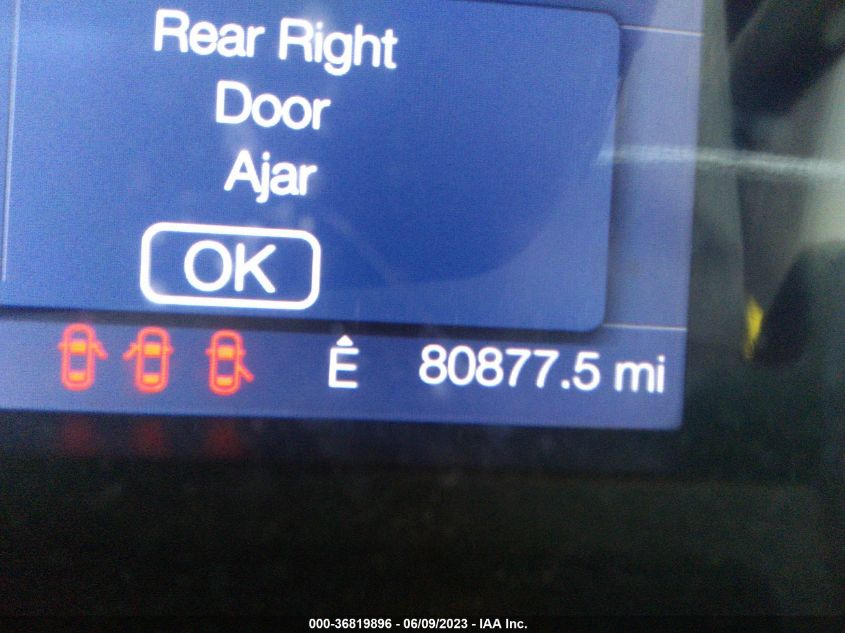 Rear Right
Door
Ajar
OK
E 80877.5 mi
000-36819896 - 06/09/2023 - IAA Inc.